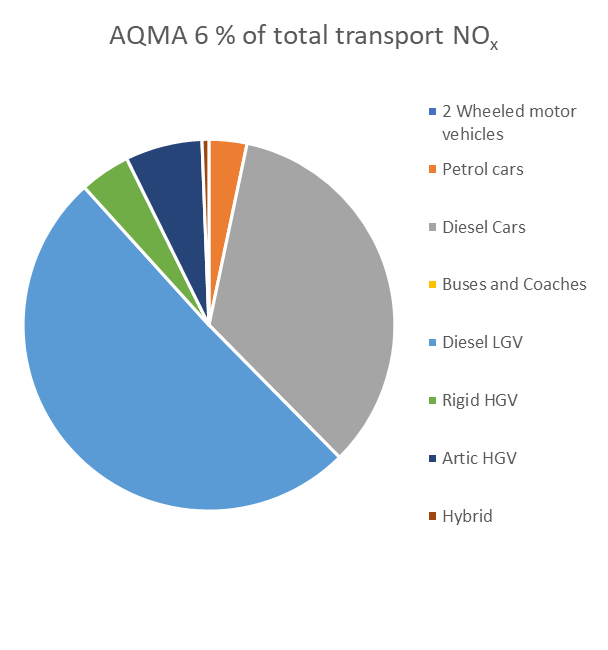 AQMA 6 % of total transport NOx
2 Wheeled motor
vehicles
Petrol cars
Diesel Cars
Buses and Coaches
Diesel LGV
Rigid HGV
Artic HGV
Hybrid